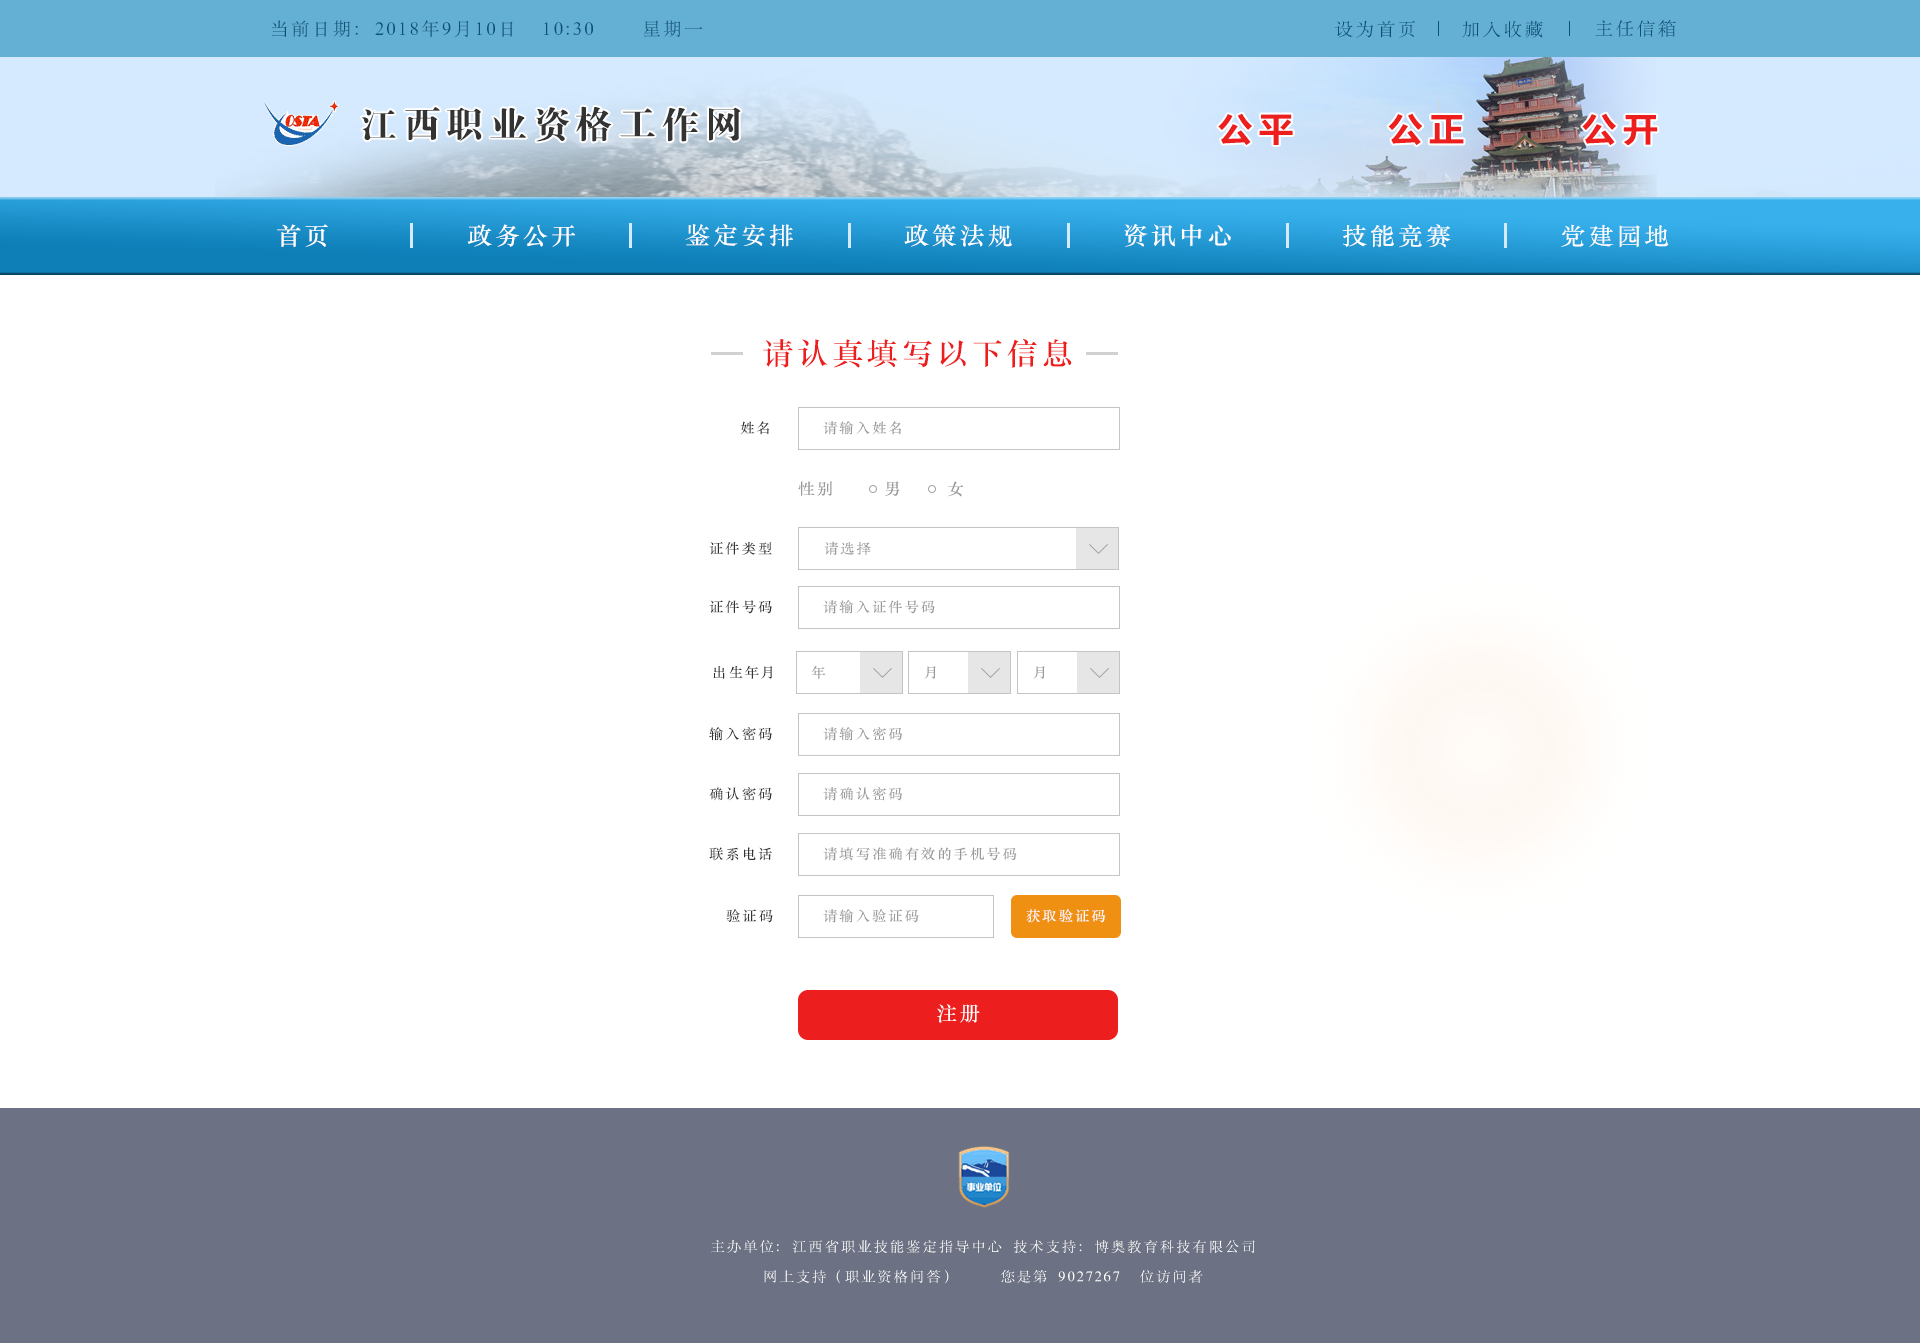 当前日期: 2018年9月10日 10:30 星期一 设为首页 | 加入收藏 | 主任信箱
OSTA 江西职业资格工作网 公平 公正 公开
首页 政务公开 鉴定安排 政策法规 资讯中心 技能竞赛 党建园地
请认真填写以下信息
姓名 请输入姓名
性别 男 女
证件类型 请选择
证件号码 请输入证件号码
出生年月 年 月 月
输入密码 请输入密码
确认密码 请确认密码
联系电话 请填写准确有效的手机号码
验证码 请输入验证码 获取验证码
注册
事业单位
主办单位: 江西省职业技能鉴定指导中心 技术支持: 博奥教育科技有限公司
网上支持（职业资格问答） 您是第 9027267 位访问者